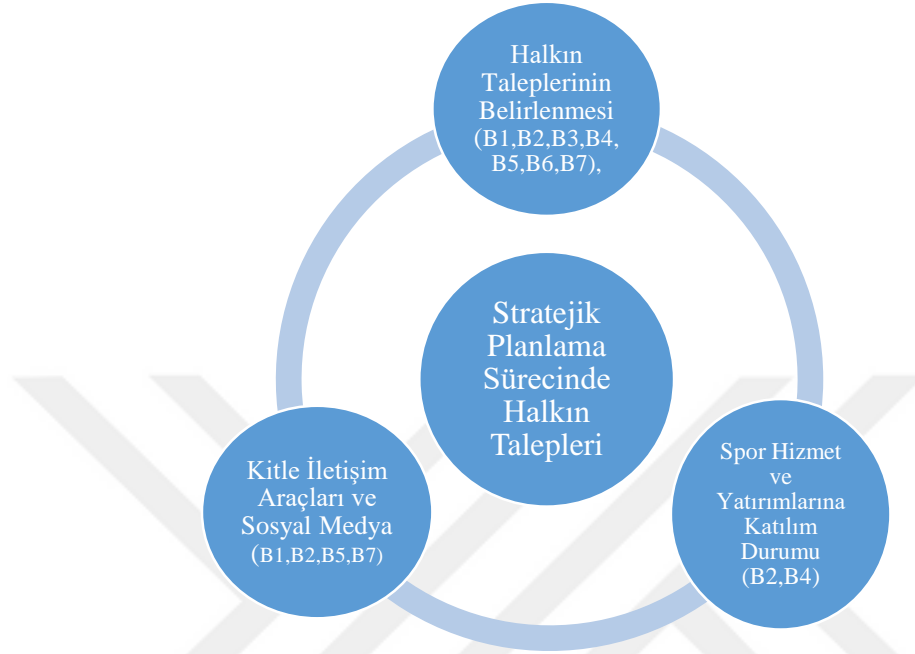 Halkın
Taleplerinin
Belirlenmesi
(B1,B2,B3,B4,
B5,B6,B7),
Stratejik
Planlama
Sürecinde
Halkın
Talepleri
Kitle İletişim
Araçları ve
Sosyal Medya
(B1,B2,B5,B7)
Spor Hizmet
ve
Yatırımlarına
Katılım
Durumu
(B2,B4)